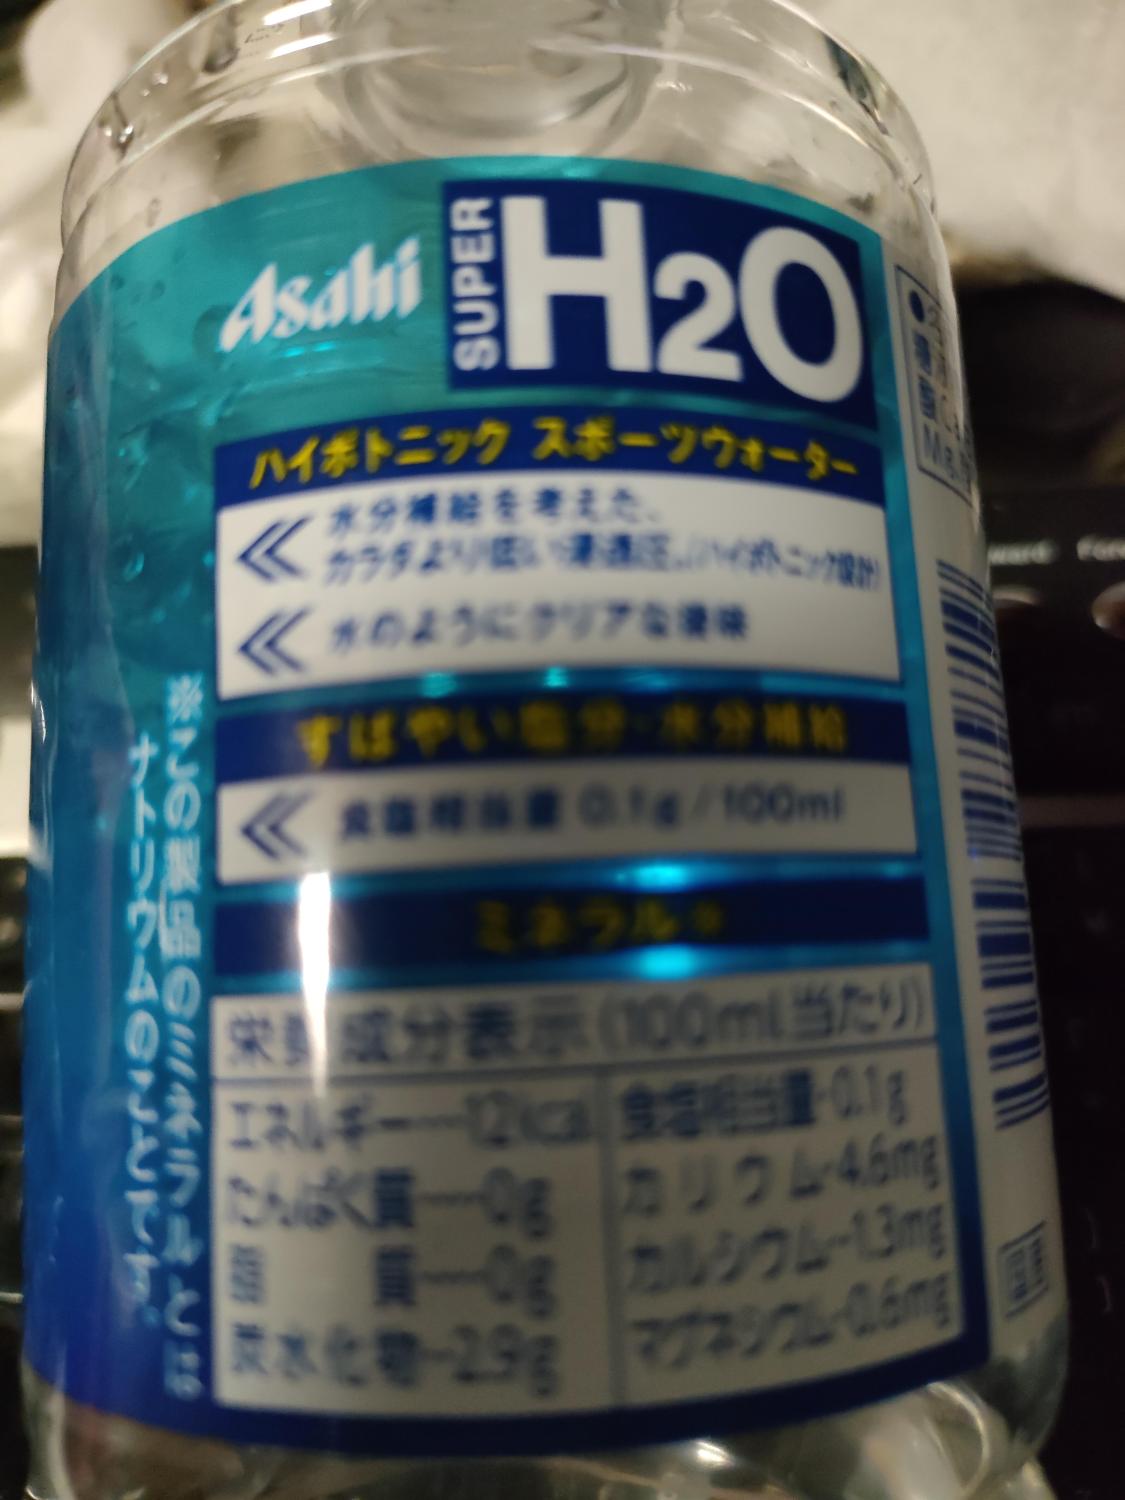 Asahi
SUPER
H2O
ハイポトニック スポーツウォーター
水分補給を考えた、
カラダより低い浸透圧。(ハイポトニック設計)
水のようにクリアな後味
すばやい塩分・水分補給
食塩相当量 0.1g/100ml
ミネラル※
栄養成分表示(100ml当たり)
エネルギー…12kcal
たんぱく質…0g
脂質…0g
炭水化物…2.9g
食塩相当量…0.1g
カリウム…4.6mg
カルシウム…1.3mg
マグネシウム…0.6mg
※この製品のミネラルとは
ナトリウムのことです。